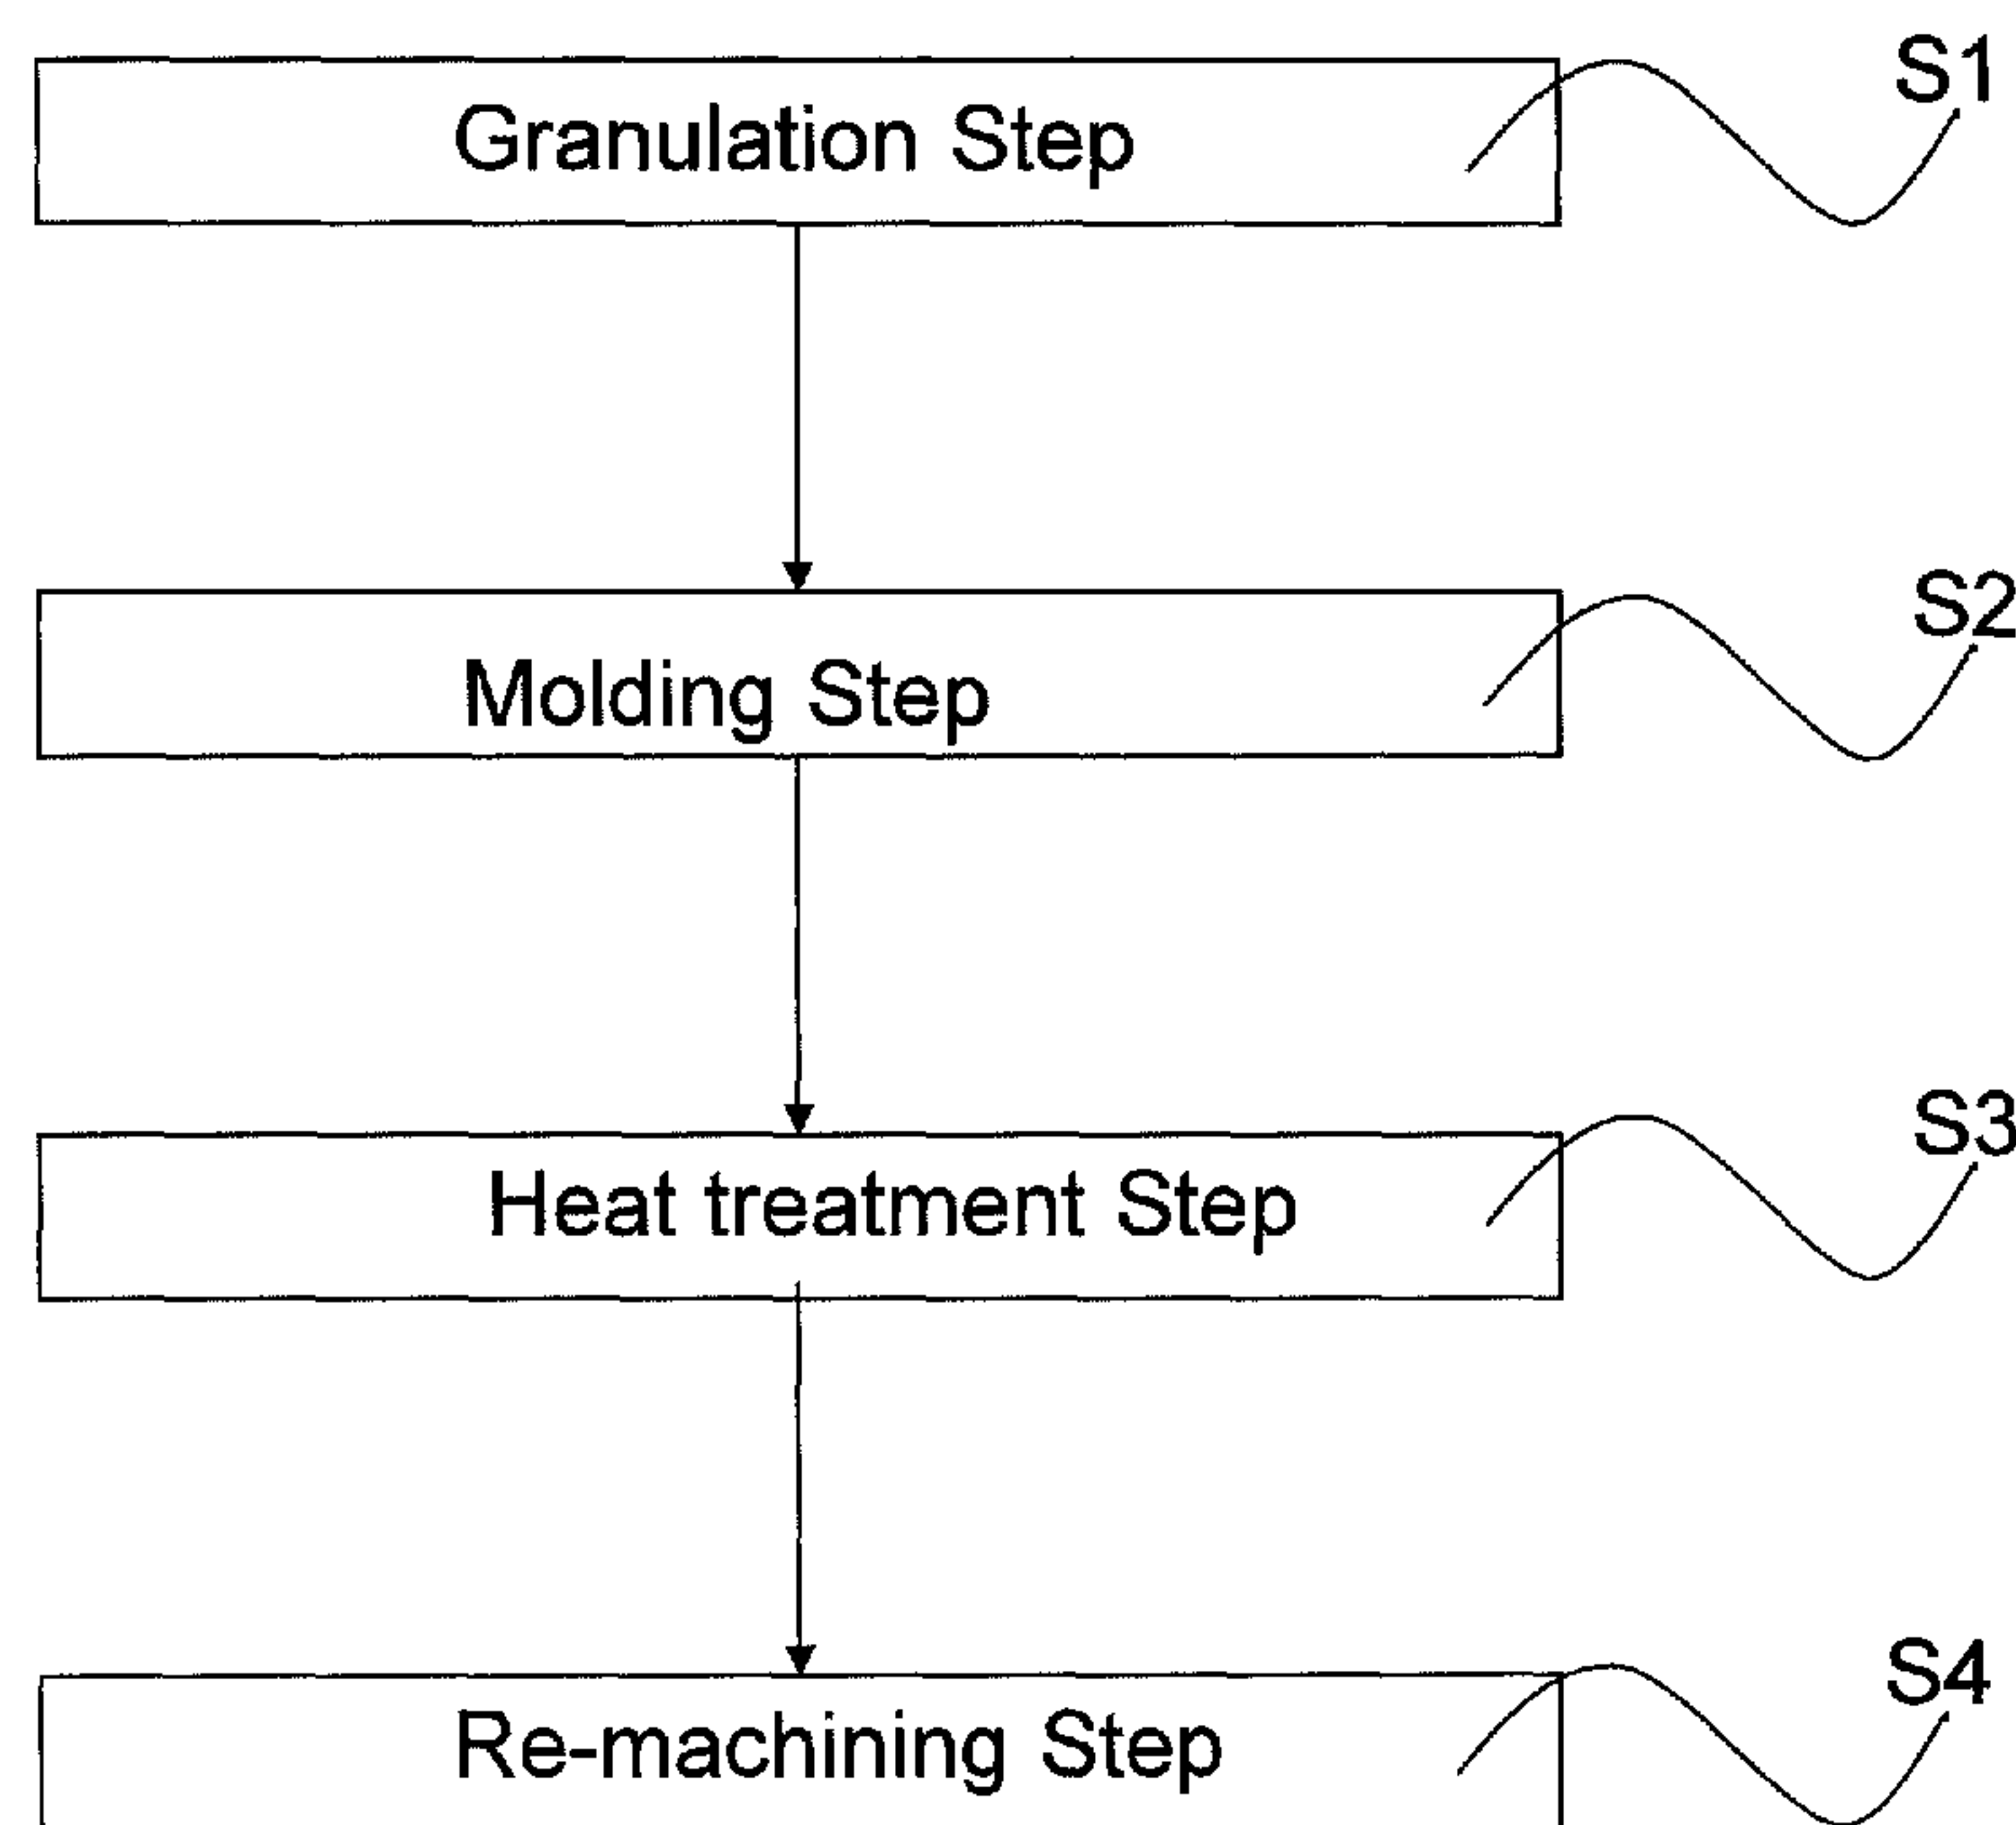 Granulation Step
S1
Molding Step
S2
Heat treatment Step
S3
Re-machining Step
S4